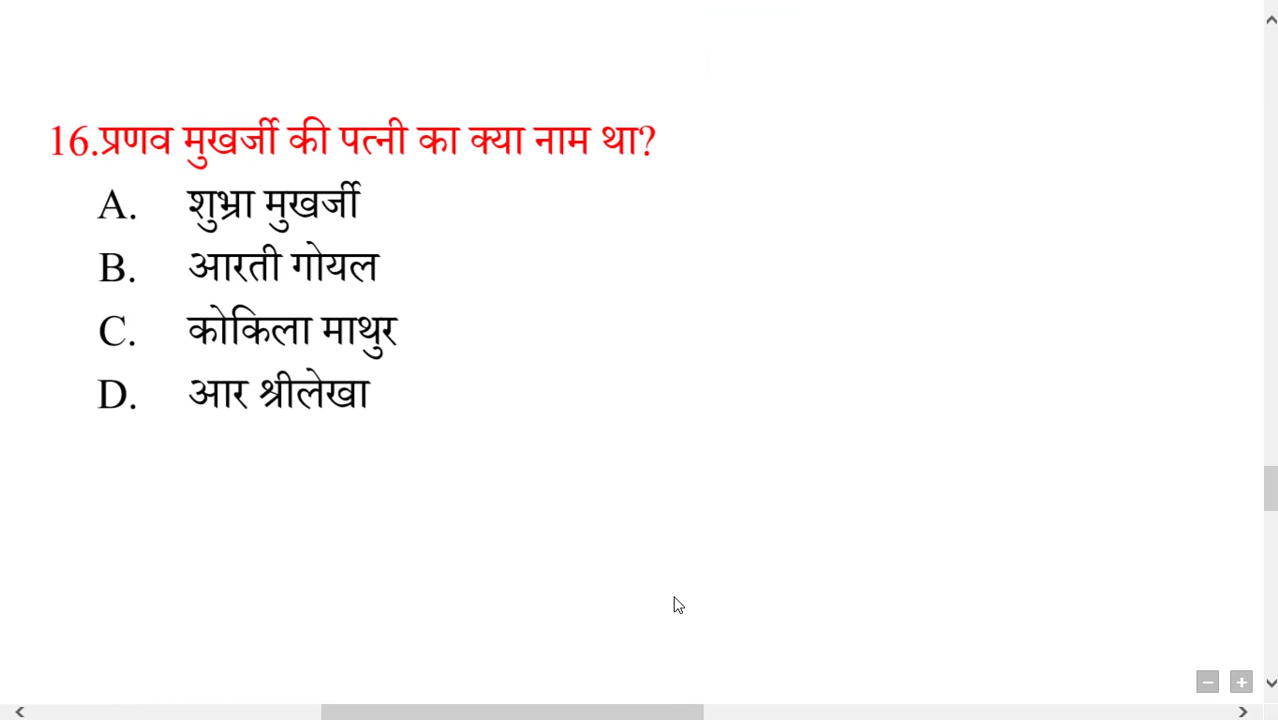 16.प्रणव मुखर्जी की पत्नी का क्या नाम था?
A. शुभ्रा मुखर्जी
B. आरती गोयल
C. कोकिला माथुर
D. आर श्रीलेखा